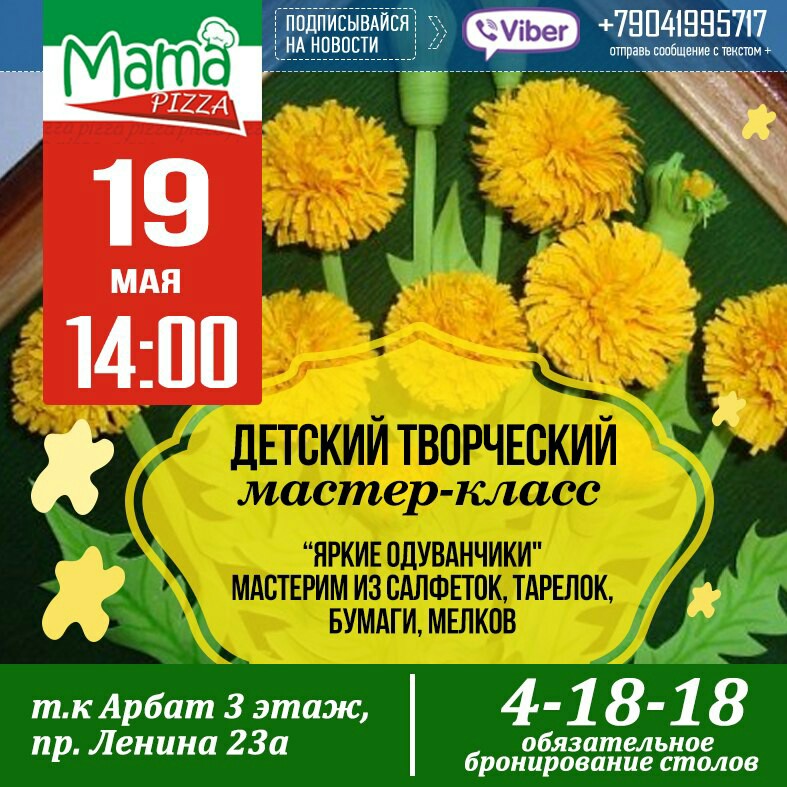 Mama
PIZZA
ПОДПИСЫВАЙСЯ
НА НОВОСТИ
Viber
+79041995717
отправь сообщение с текстом +
19
МАЯ
14:00
ДЕТСКИЙ ТВОРЧЕСКИЙ
мастер-класс
“ЯРКИЕ ОДУВАНЧИКИ"
МАСТЕРИМ ИЗ САЛФЕТОК, ТАРЕЛОК,
БУМАГИ, МЕЛКОВ
т.к Арбат 3 этаж,
пр. Ленина 23а
4-18-18
обязательное
бронирование столов